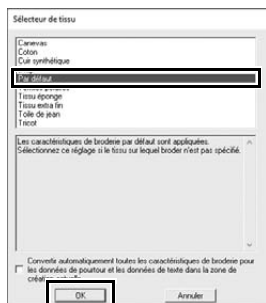 Sélecteur de tissu
Canevas
Coton
Cuir synthétique
Par défaut
Tissu éponge
Tissu extra fin
Toile de jean
Tricot
Les caractéristiques de broderie par défaut sont appliquées.
Sélectionnez ce réglage si le tissu sur lequel broder n'est pas spécifié.
Convertir automatiquement toutes les caractéristiques de broderie pour
les données de pourtour et les données de texte dans la zone de
OK
Annuler